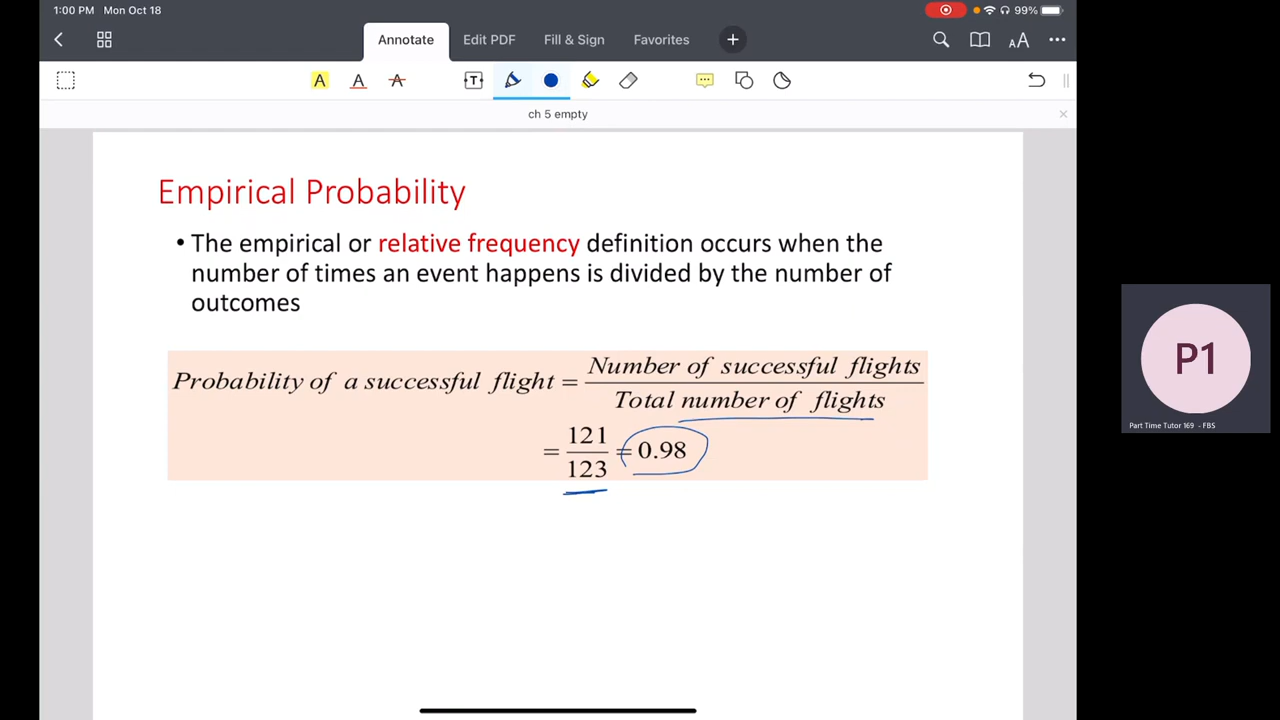 1:00 PM Mon Oct 18
99%
Annotate Edit PDF Fill & Sign Favorites
A A A T
AA
ch 5 empty
Empirical Probability
• The empirical or relative frequency definition occurs when the
number of times an event happens is divided by the number of
outcomes
Probability of a successful flight = Number of successful flights
Total number of flights
= 121
123
= 0.98
P1
Part Time Tutor 169 - FBS